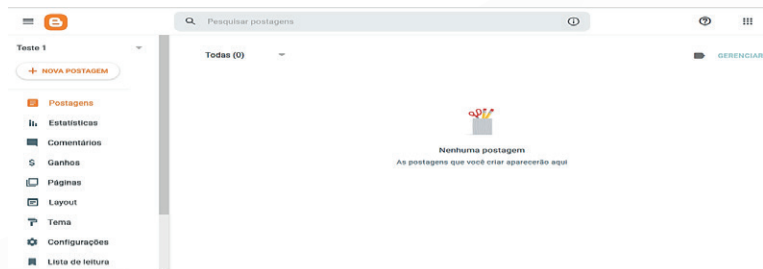 Pesquisar postagens
Teste 1
Todas (0)
GERENCIAR
+ NOVA POSTAGEM
Postagens
Estatísticas
Comentários
$ Ganhos
Páginas
Layout
Tema
Configurações
Lista de leitura
Nenhuma postagem
As postagens que você criar aparecerão aqui